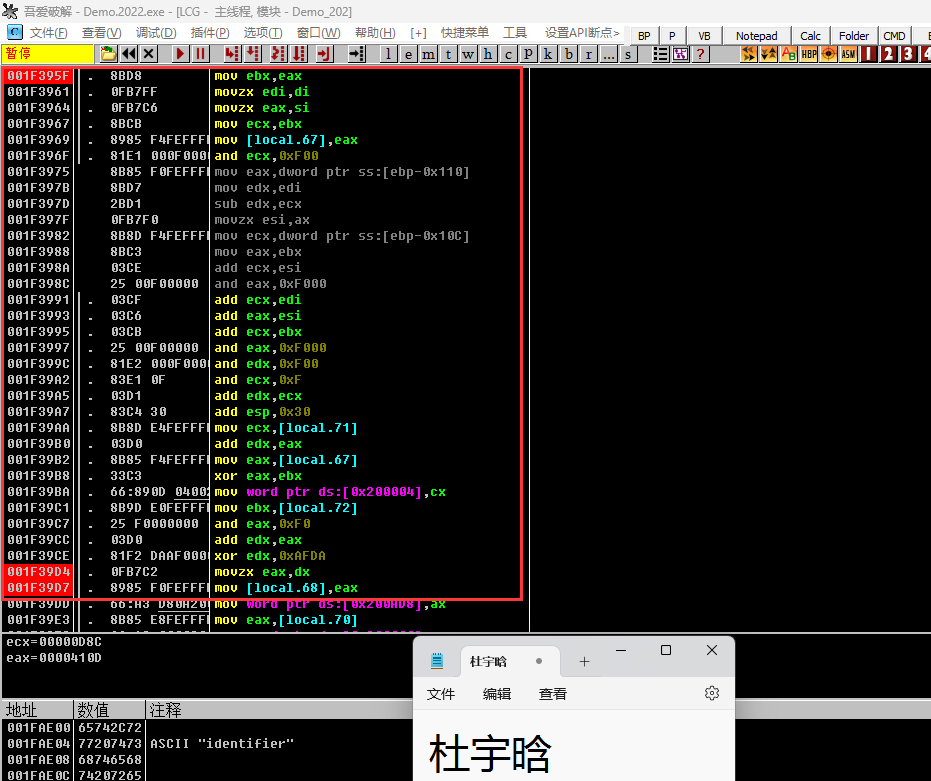 吾爱破解 - Demo.2022.exe - [LCG - 主线程, 模块 - Demo_202]
文件(F) 查看(V) 调试(D) 插件(P) 选项(T) 窗口(W) 帮助(H) [+] 快捷菜单 工具 设置API断点> BP P VB Notepad Calc Folder CMD
暂停 l e m t w h c p k b r ... s ? HBP ASM 1 2 3 4
001F395F . 8BD8 mov ebx,eax
001F3961 . 0FB7FF movzx edi,di
001F3964 . 0FB7C6 movzx eax,si
001F3967 . 8BCB mov ecx,ebx
001F3969 . 8985 F4FEFFFF mov [local.67],eax
001F396F . 81E1 000F0000 and ecx,0xF00
001F3975 8B85 F0FEFFFF mov eax,dword ptr ss:[ebp-0x110]
001F397B 8BD7 mov edx,edi
001F397D 2BD1 sub edx,ecx
001F397F 0FB7F0 movzx esi,ax
001F3982 8B8D F4FEFFFF mov ecx,dword ptr ss:[ebp-0x10C]
001F3988 8BC3 mov eax,ebx
001F398A 03CE add ecx,esi
001F398C 25 00F00000 and eax,0xF000
001F3991 . 03CF add ecx,edi
001F3993 . 03C6 add eax,esi
001F3995 . 03CB add ecx,ebx
001F3997 . 25 00F00000 and eax,0xF000
001F399C . 81E2 000F0000 and edx,0xF00
001F39A2 . 83E1 0F and ecx,0xF
001F39A5 . 03D1 add edx,ecx
001F39A7 . 83C4 30 add esp,0x30
001F39AA . 8B8D E4FEFFFF mov ecx,[local.71]
001F39B0 . 03D0 add edx,eax
001F39B2 . 8B85 F4FEFFFF mov eax,[local.67]
001F39B8 . 33C3 xor eax,ebx
001F39BA . 66:890D 04002 mov word ptr ds:[0x200004],cx
001F39C1 . 8B9D E0FEFFFF mov ebx,[local.72]
001F39C7 . 25 F0000000 and eax,0xF0
001F39CC . 03D0 add edx,eax
001F39CE . 81F2 DAAF0000 xor edx,0xAFDA
001F39D4 . 0FB7C2 movzx eax,dx
001F39D7 . 8985 F0FEFFFF mov [local.68],eax
001F39DD . 66:A3 D80A200 mov word ptr ds:[0x200AD8],ax
001F39E3 . 8B85 E8FEFFFF mov eax,[local.70]
ecx=00000D8C
eax=0000410D
地址 数值 注释
001FAE00 65742C72
001FAE04 77207473 ASCII "identifier"
001FAE08 68746568
001FAE0C 74207265
杜宇晗
文件 编辑 查看
杜宇晗